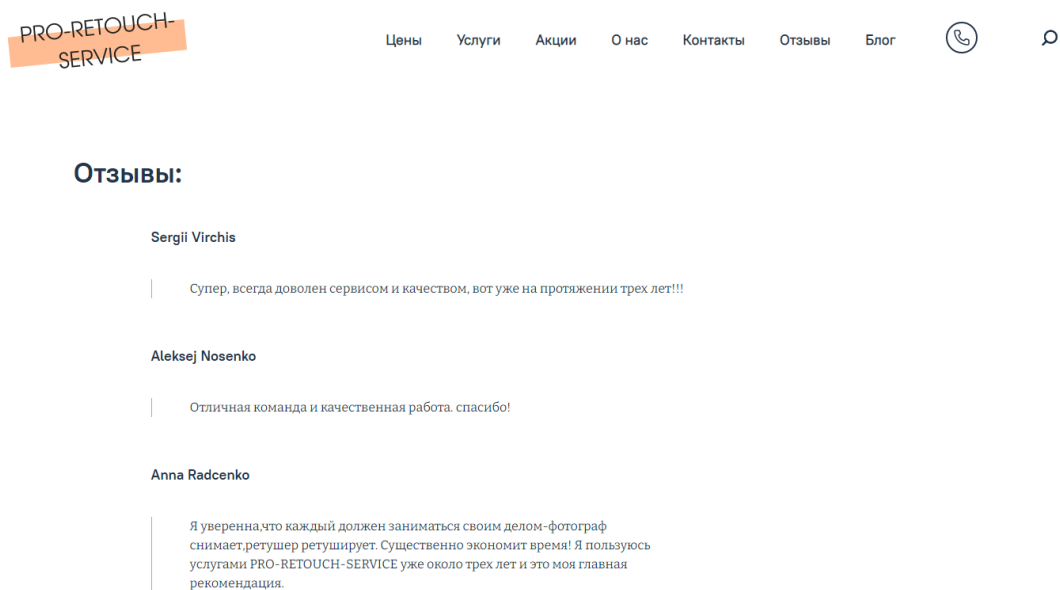 PRO-RETOUCH-
SERVICE
Цены Услуги Акции О нас Контакты Отзывы Блог
Отзывы:
Sergii Virchis
Супер, всегда доволен сервисом и качеством, вот уже на протяжении трех лет!!!
Aleksej Nosenko
Отличная команда и качественная работа. спасибо!
Anna Radcenko
Я уверенна,что каждый должен заниматься своим делом-фотограф
снимает,ретушер ретуширует. Существенно экономит время! Я пользуюсь
услугами PRO-RETOUCH-SERVICE уже около трех лет и это моя главная
рекомендация.